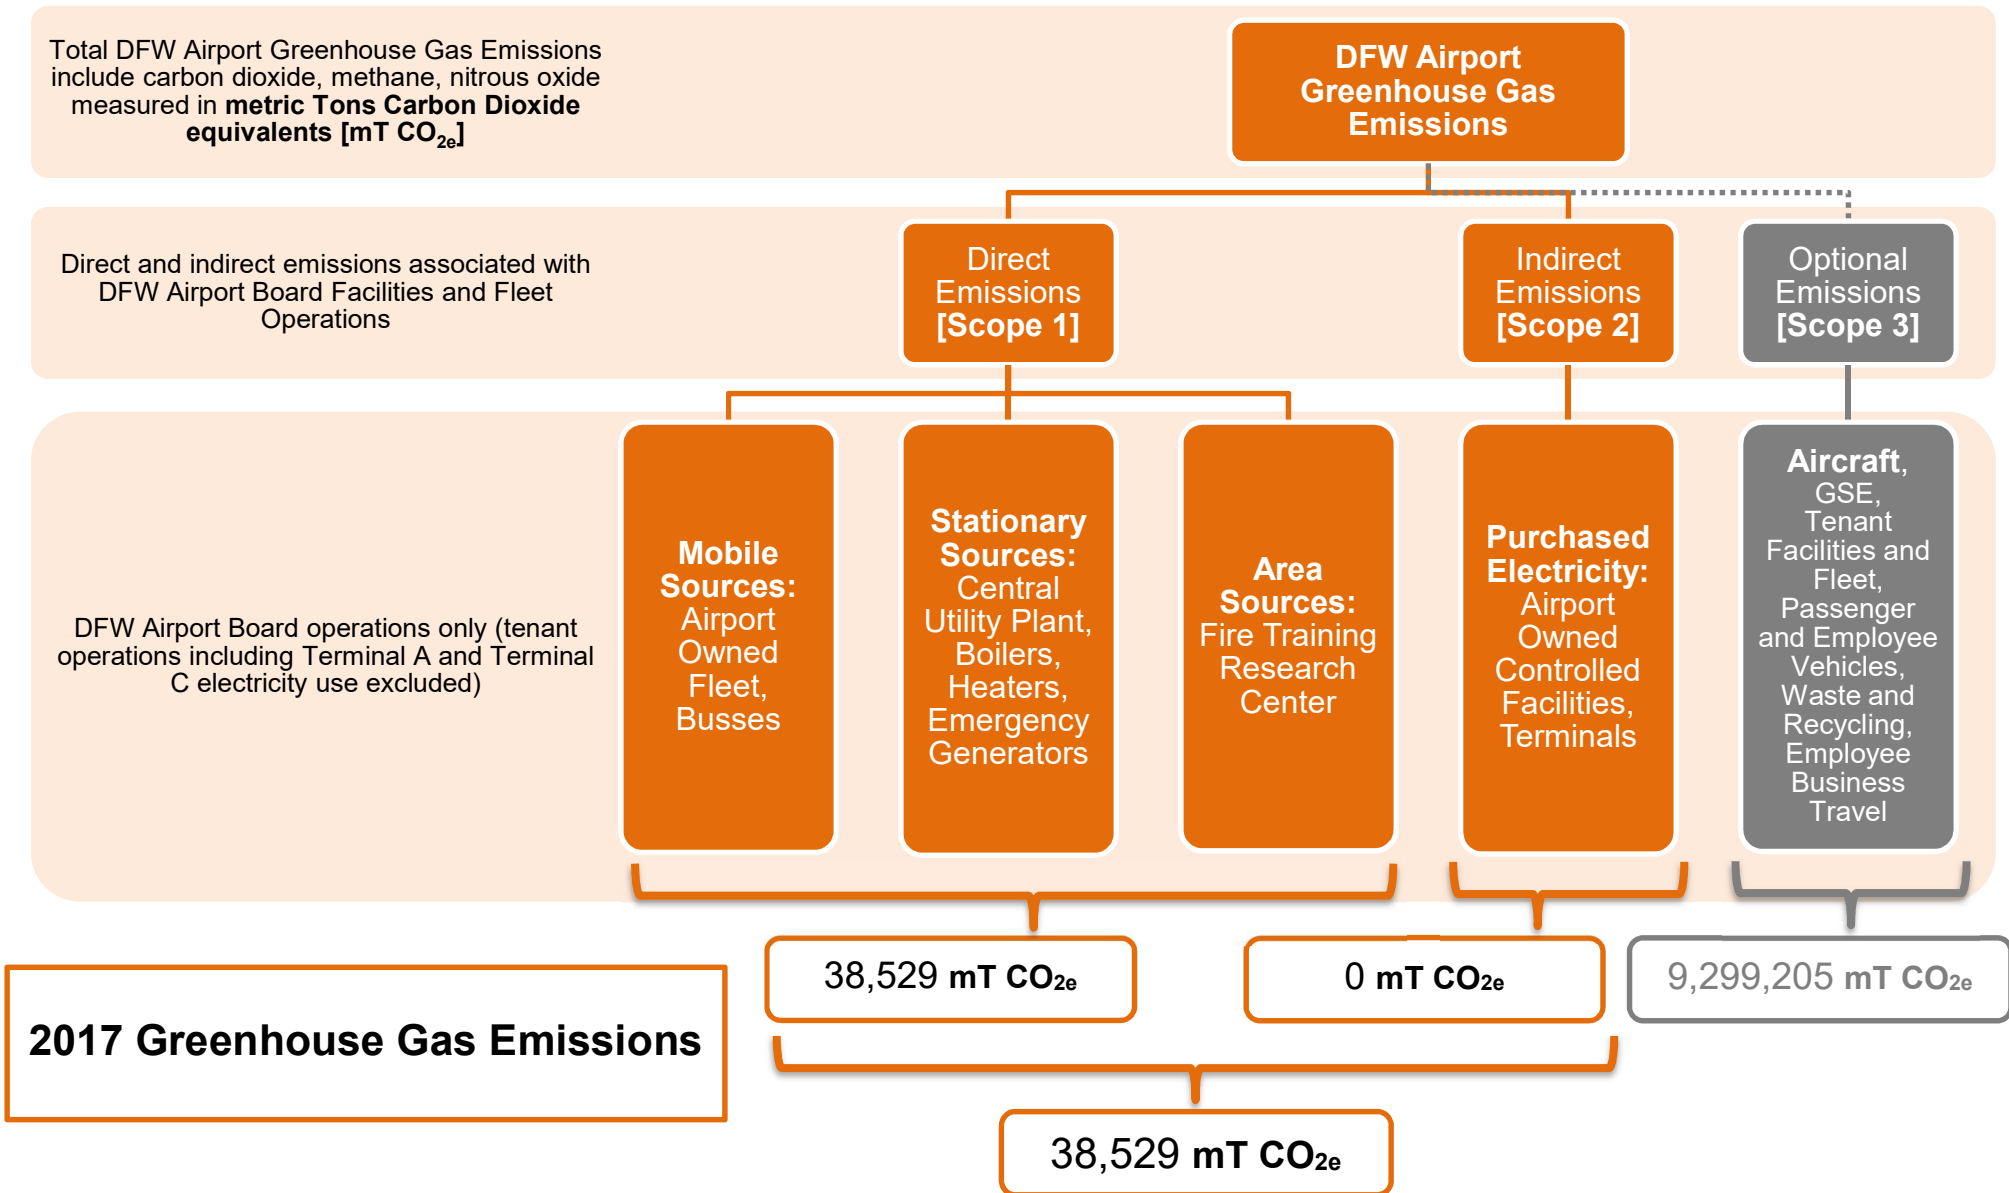 Total DFW Airport Greenhouse Gas Emissions
include carbon dioxide, methane, nitrous oxide
measured in metric Tons Carbon Dioxide
equivalents [mT CO2e]
DFW Airport
Greenhouse Gas
Emissions
Direct and indirect emissions associated with
DFW Airport Board Facilities and Fleet
Operations
Direct
Emissions
[Scope 1]
Indirect
Emissions
[Scope 2]
Optional
Emissions
[Scope 3]
DFW Airport Board operations only (tenant
operations including Terminal A and Terminal
C electricity use excluded)
Mobile
Sources:
Airport
Owned
Fleet,
Busses
Stationary
Sources:
Central
Utility Plant,
Boilers,
Heaters,
Emergency
Generators
Area
Sources:
Fire Training
Research
Center
Purchased
Electricity:
Airport
Owned
Controlled
Facilities,
Terminals
Aircraft,
GSE,
Tenant
Facilities and
Fleet,
Passenger
and Employee
Vehicles,
Waste and
Recycling,
Employee
Business
Travel
38,529 mT CO2e
0 mT CO2e
9,299,205 mT CO2e
2017 Greenhouse Gas Emissions
38,529 mT CO2e